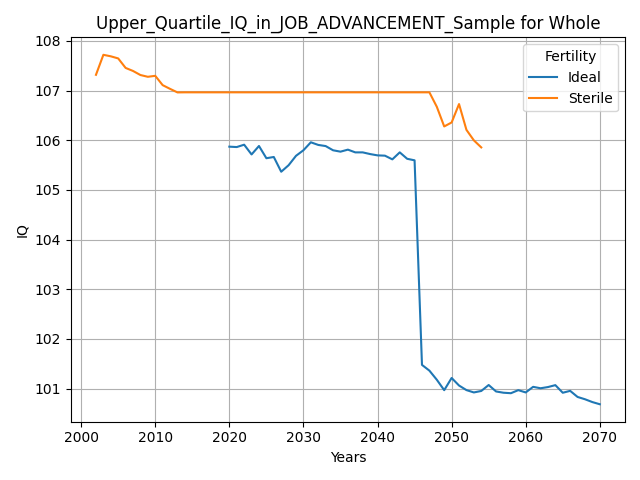 Upper_Quartile_IQ_in_JOB_ADVANCEMENT_Sample for Whole
Fertility
Ideal
Sterile
IQ
108
107
106
105
104
103
102
101
2000 2010 2020 2030 2040 2050 2060 2070
Years